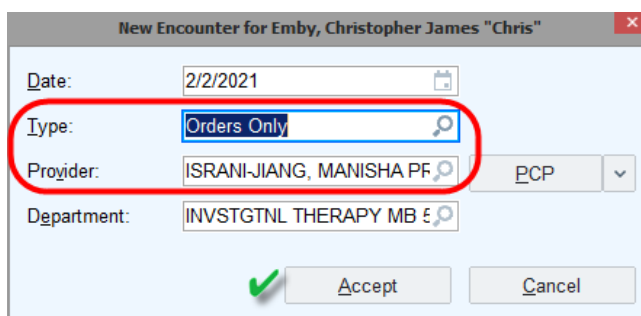 New Encounter for Emby, Christopher James "Chris"
Date: 2/2/2021
Type: Orders Only
Provider: ISRANI-JIANG, MANISHA PR PCP
Department: INVSTGTNL THERAPY MB 5
Accept Cancel